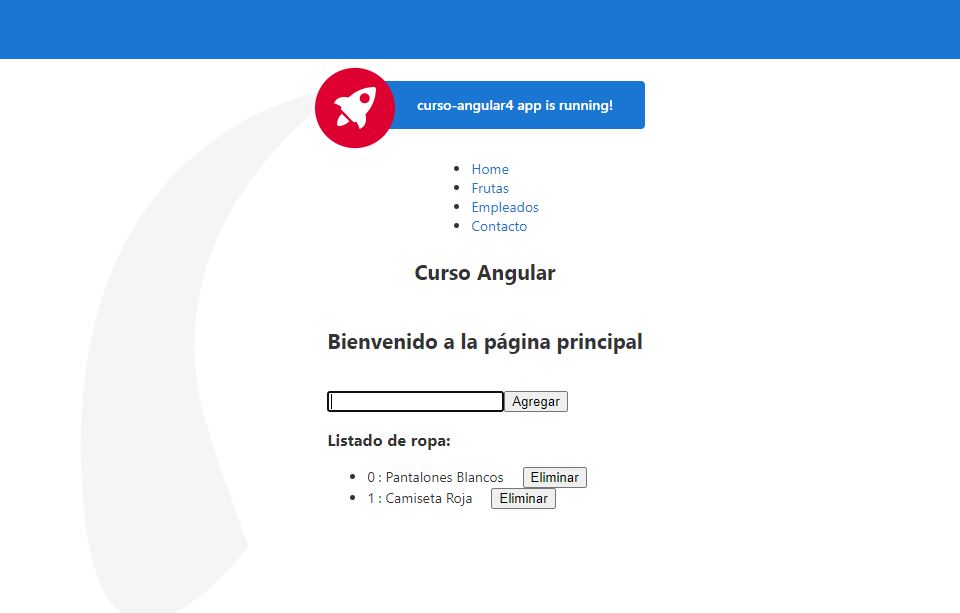 curso-angular4 app is running!
Home
Frutas
Empleados
Contacto
Curso Angular
Bienvenido a la página principal
Agregar
Listado de ropa:
0 : Pantalones Blancos Eliminar
1 : Camiseta Roja Eliminar